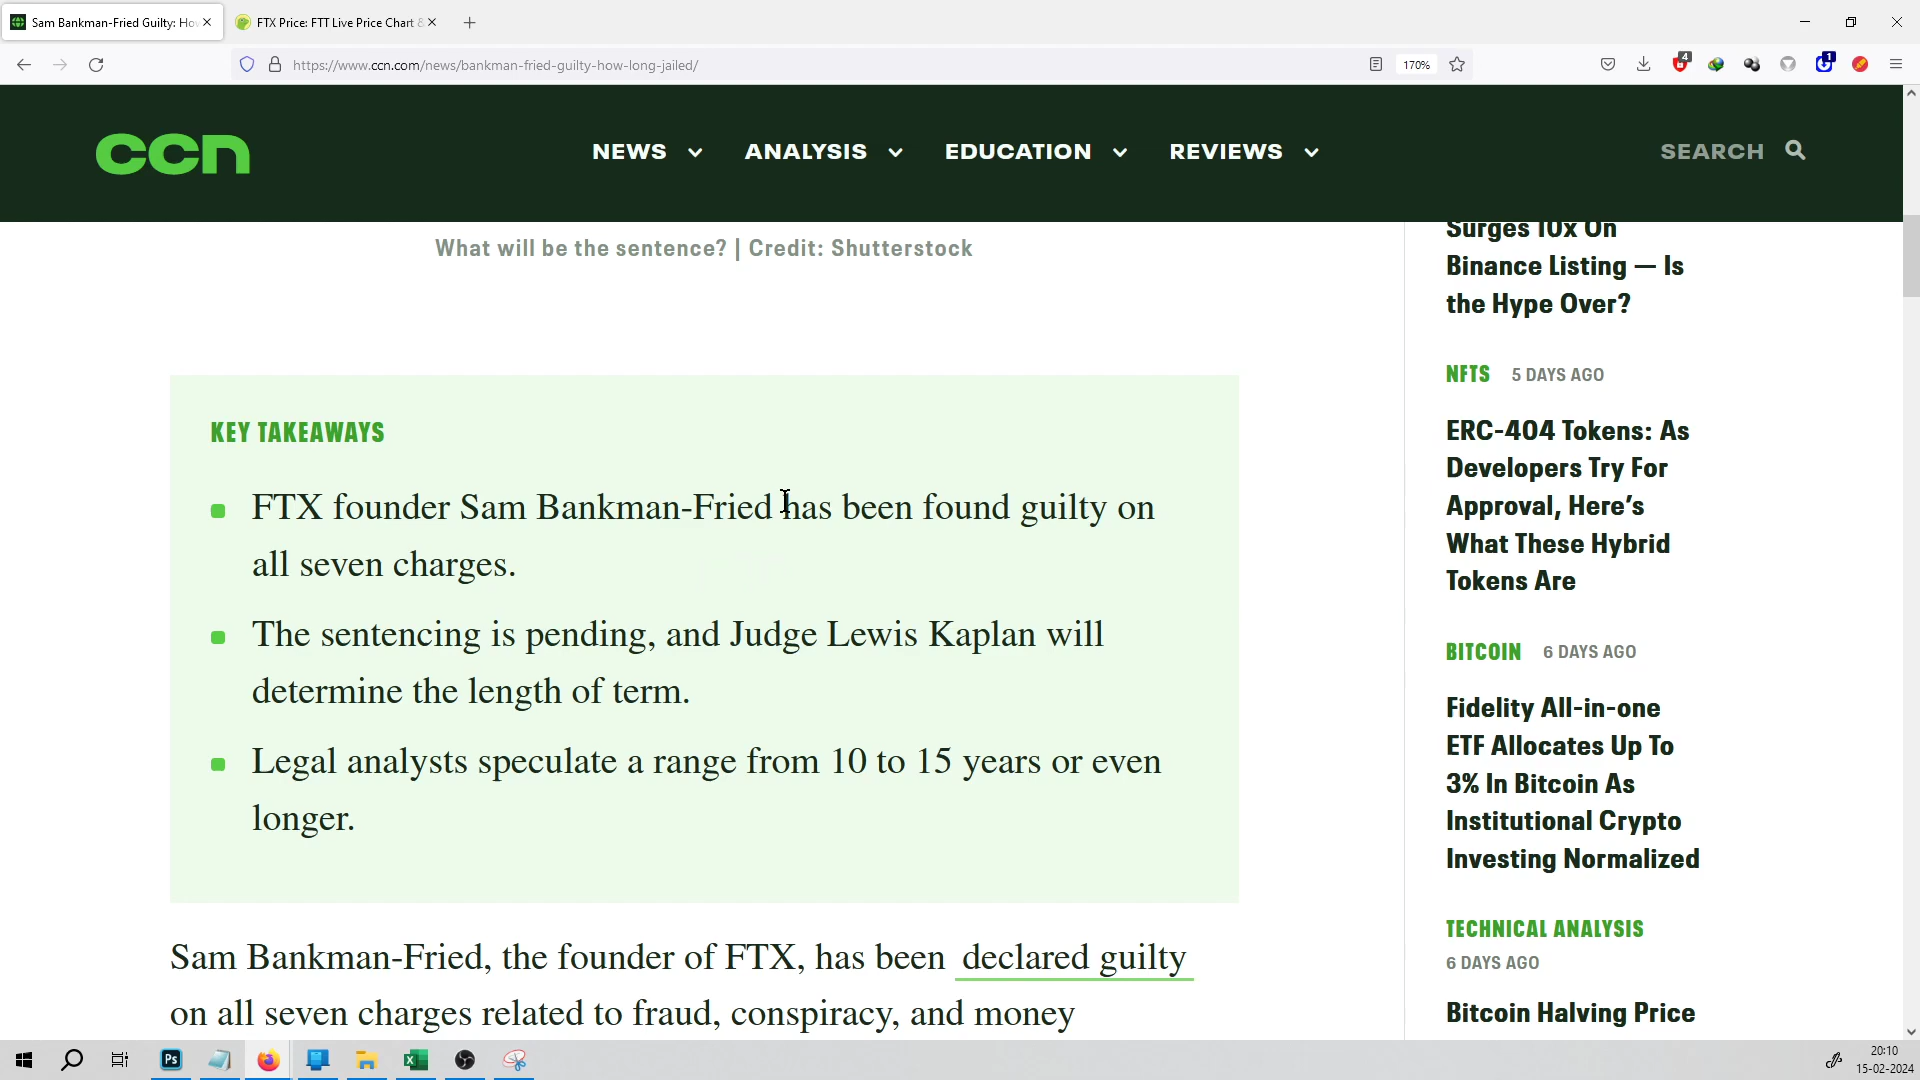 Sam Bankman-Fried Guilty: Ho
FTX Price: FTT Live Price Chart &
https://www.ccn.com/news/bankman-fried-guilty-how-long-jailed/
170%
4
1
ccn
NEWS
ANALYSIS
EDUCATION
REVIEWS
SEARCH
What will be the sentence? | Credit: Shutterstock
KEY TAKEAWAYS
FTX founder Sam Bankman-Fried has been found guilty on
all seven charges.
The sentencing is pending, and Judge Lewis Kaplan will
determine the length of term.
Legal analysts speculate a range from 10 to 15 years or even
longer.
Sam Bankman-Fried, the founder of FTX, has been declared guilty
on all seven charges related to fraud, conspiracy, and money
Surges 10x On
Binance Listing — Is
the Hype Over?
NFTS 5 DAYS AGO
ERC-404 Tokens: As
Developers Try For
Approval, Here’s
What These Hybrid
Tokens Are
BITCOIN 6 DAYS AGO
Fidelity All-in-one
ETF Allocates Up To
3% In Bitcoin As
Institutional Crypto
Investing Normalized
TECHNICAL ANALYSIS
6 DAYS AGO
Bitcoin Halving Price
Ps
20:10
15-02-2024